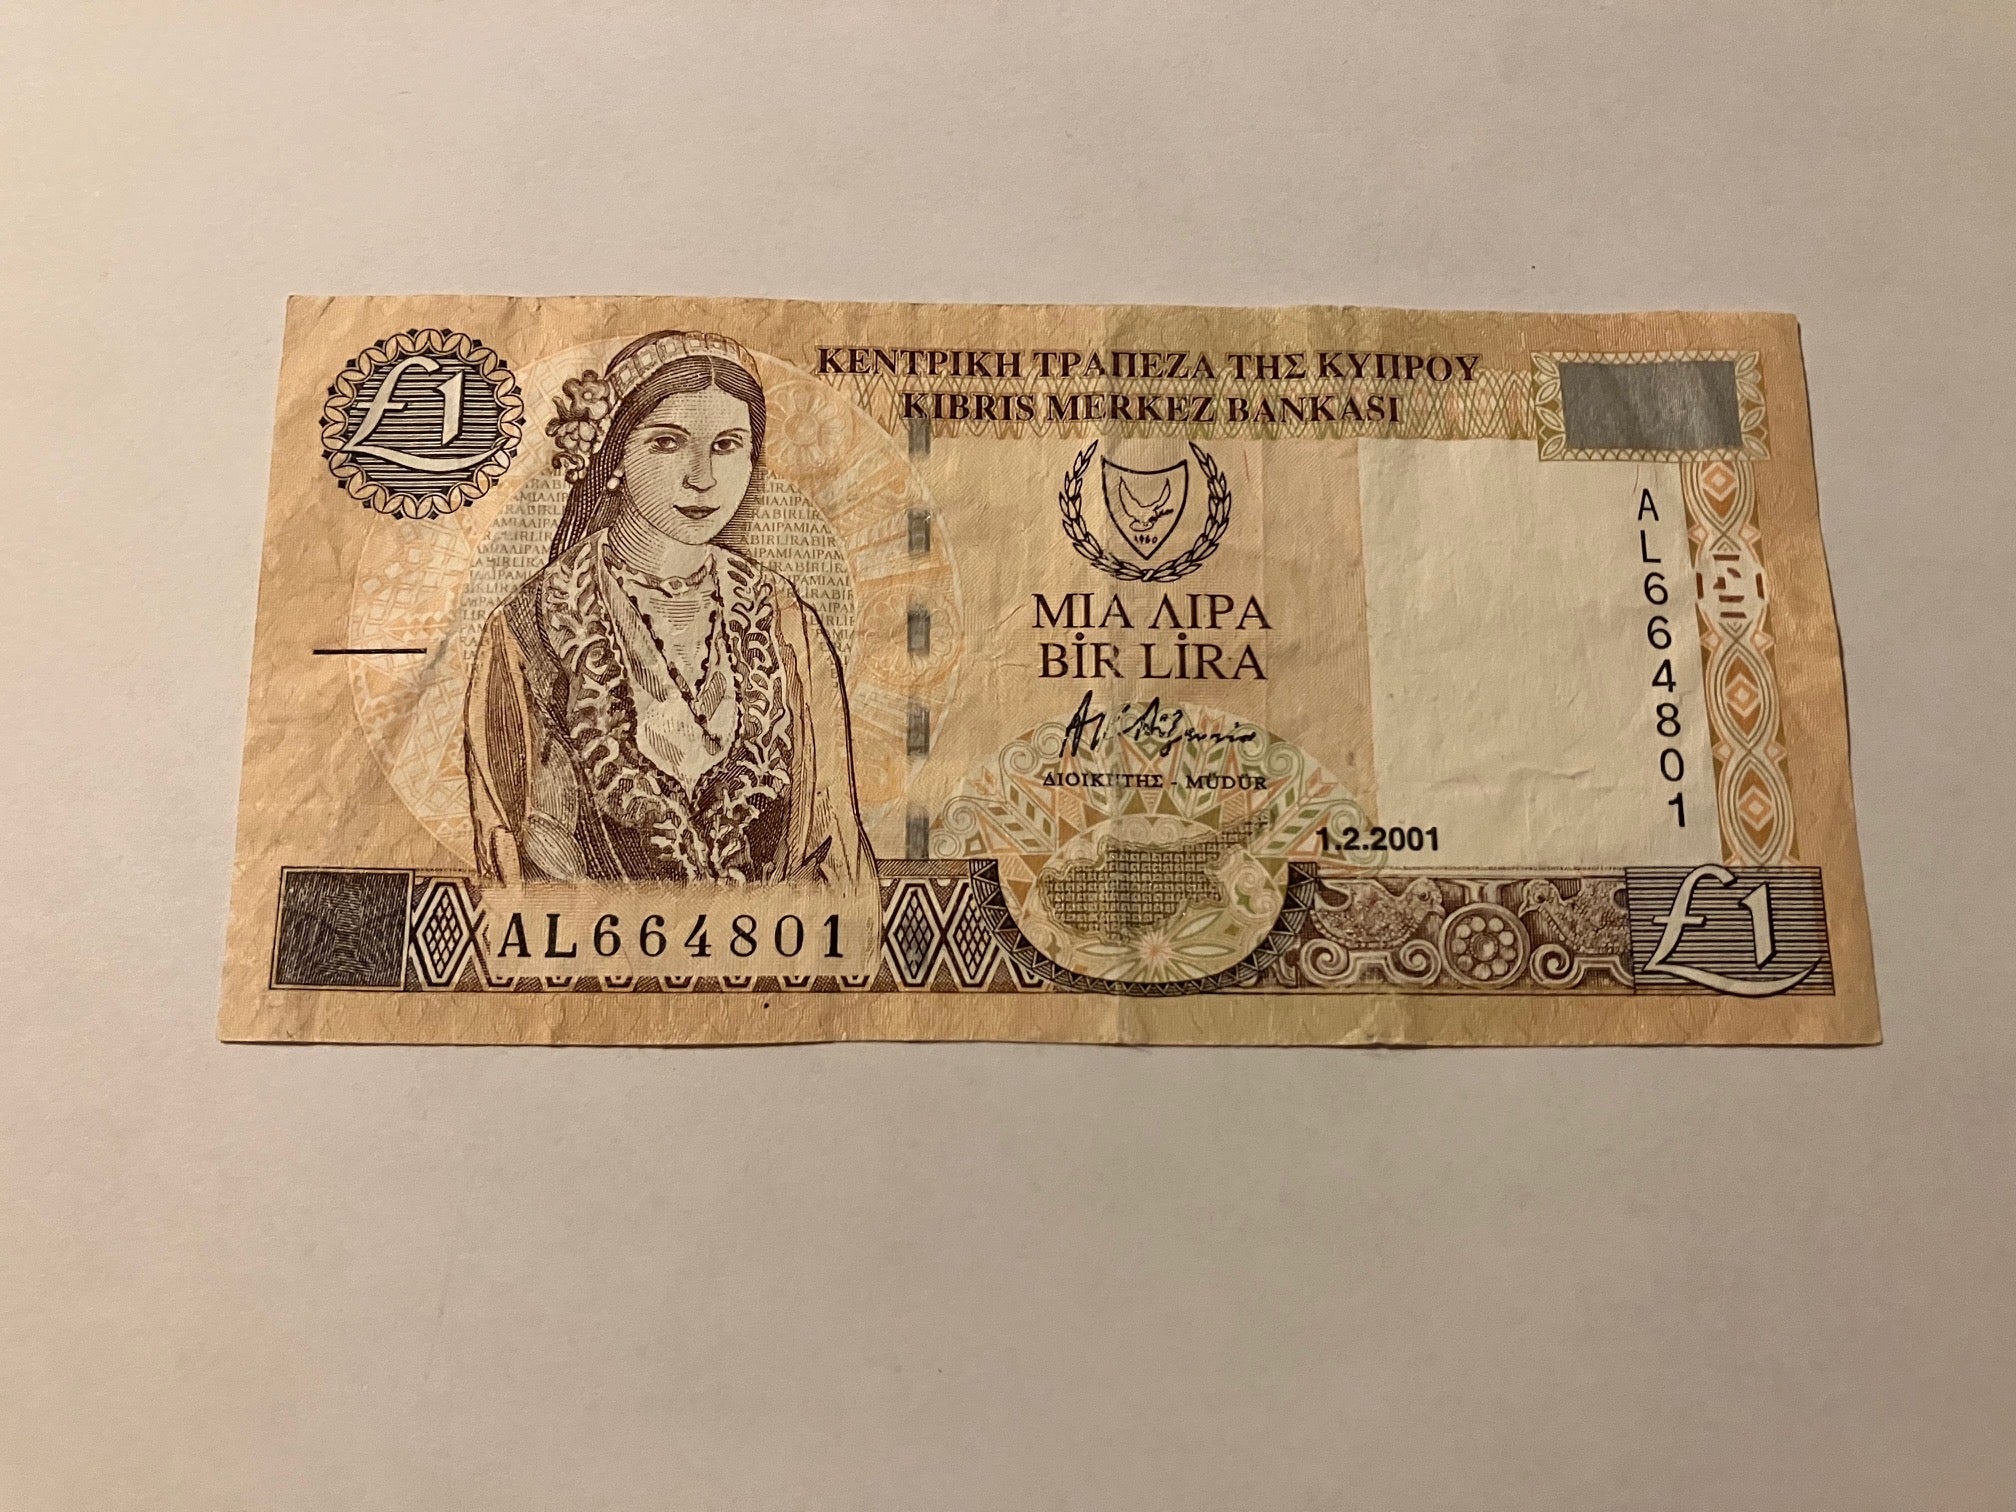 £1
ΚΕΝΤΡΙΚΗ ΤΡΑΠΕΖΑ ΤΗΣ ΚΥΠΡΟΥ
KIBRIS MERKEZ BANKASI
1960
ΜΙΑ ΛΙΡΑ
BİR LİRA
ΔΙΟΙΚΗΤΗΣ - MÜDÜR
1.2.2001
AL664801
AL664801
£1